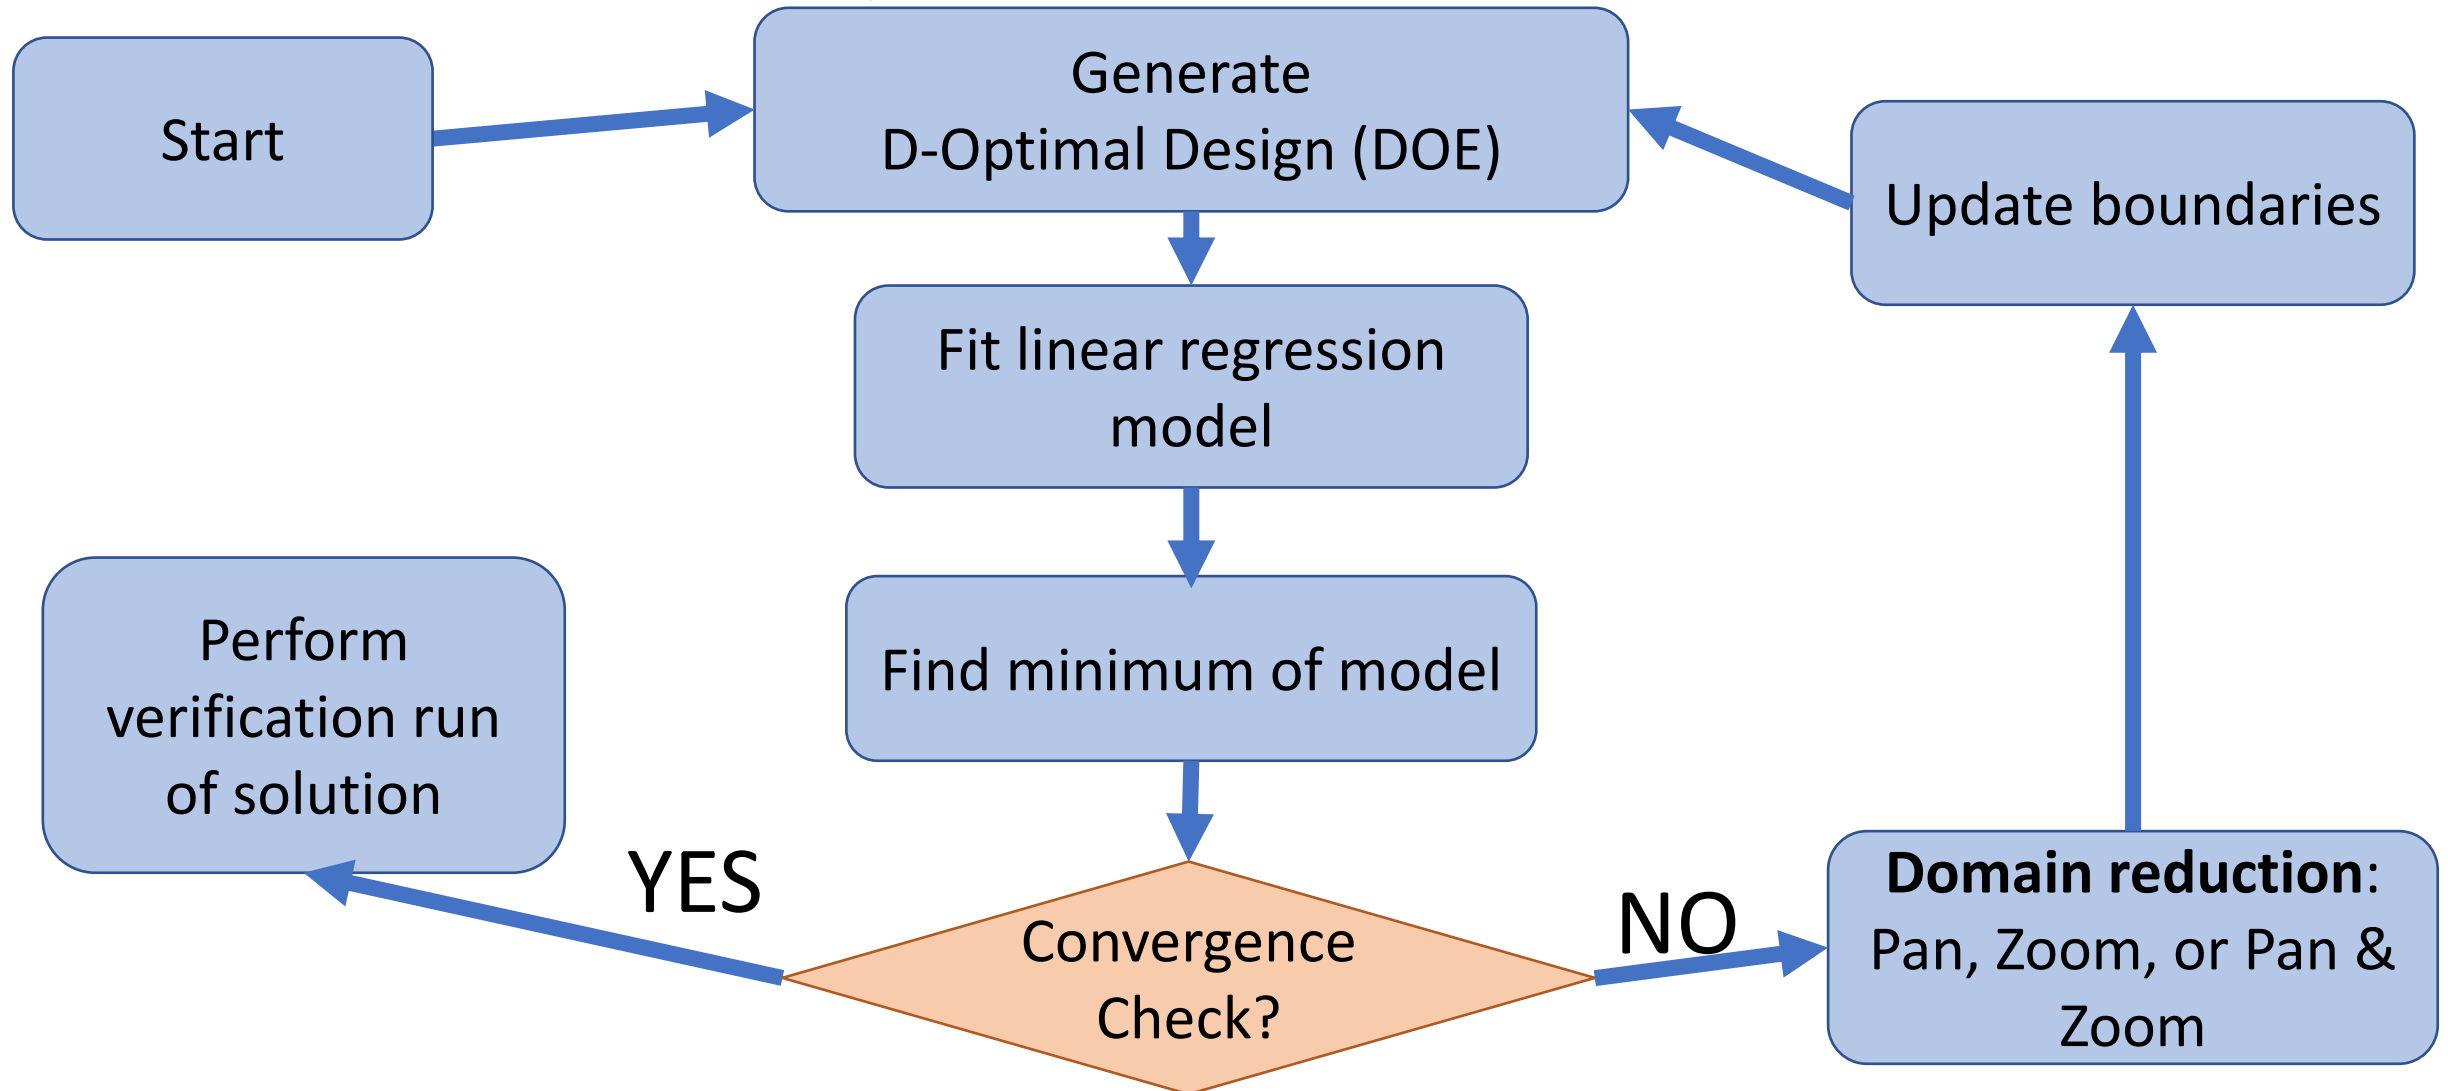 Start
Generate
D-Optimal Design (DOE)
Update boundaries
Fit linear regression
model
Find minimum of model
Perform
verification run
of solution
YES
Convergence
Check?
NO
Domain reduction:
Pan, Zoom, or Pan &
Zoom